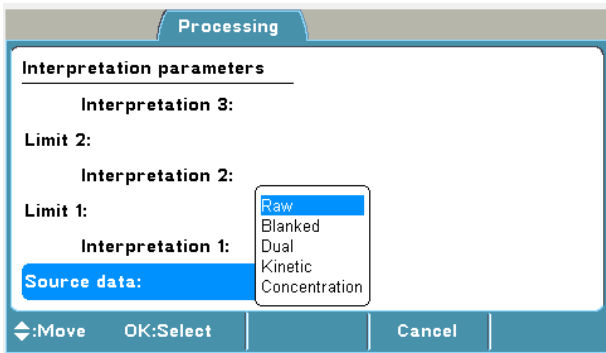 Processing
Interpretation parameters
Interpretation 3:
Limit 2:
Interpretation 2:
Limit 1:
Interpretation 1:
Source data:
Raw
Blanked
Dual
Kinetic
Concentration
:Move OK:Select Cancel